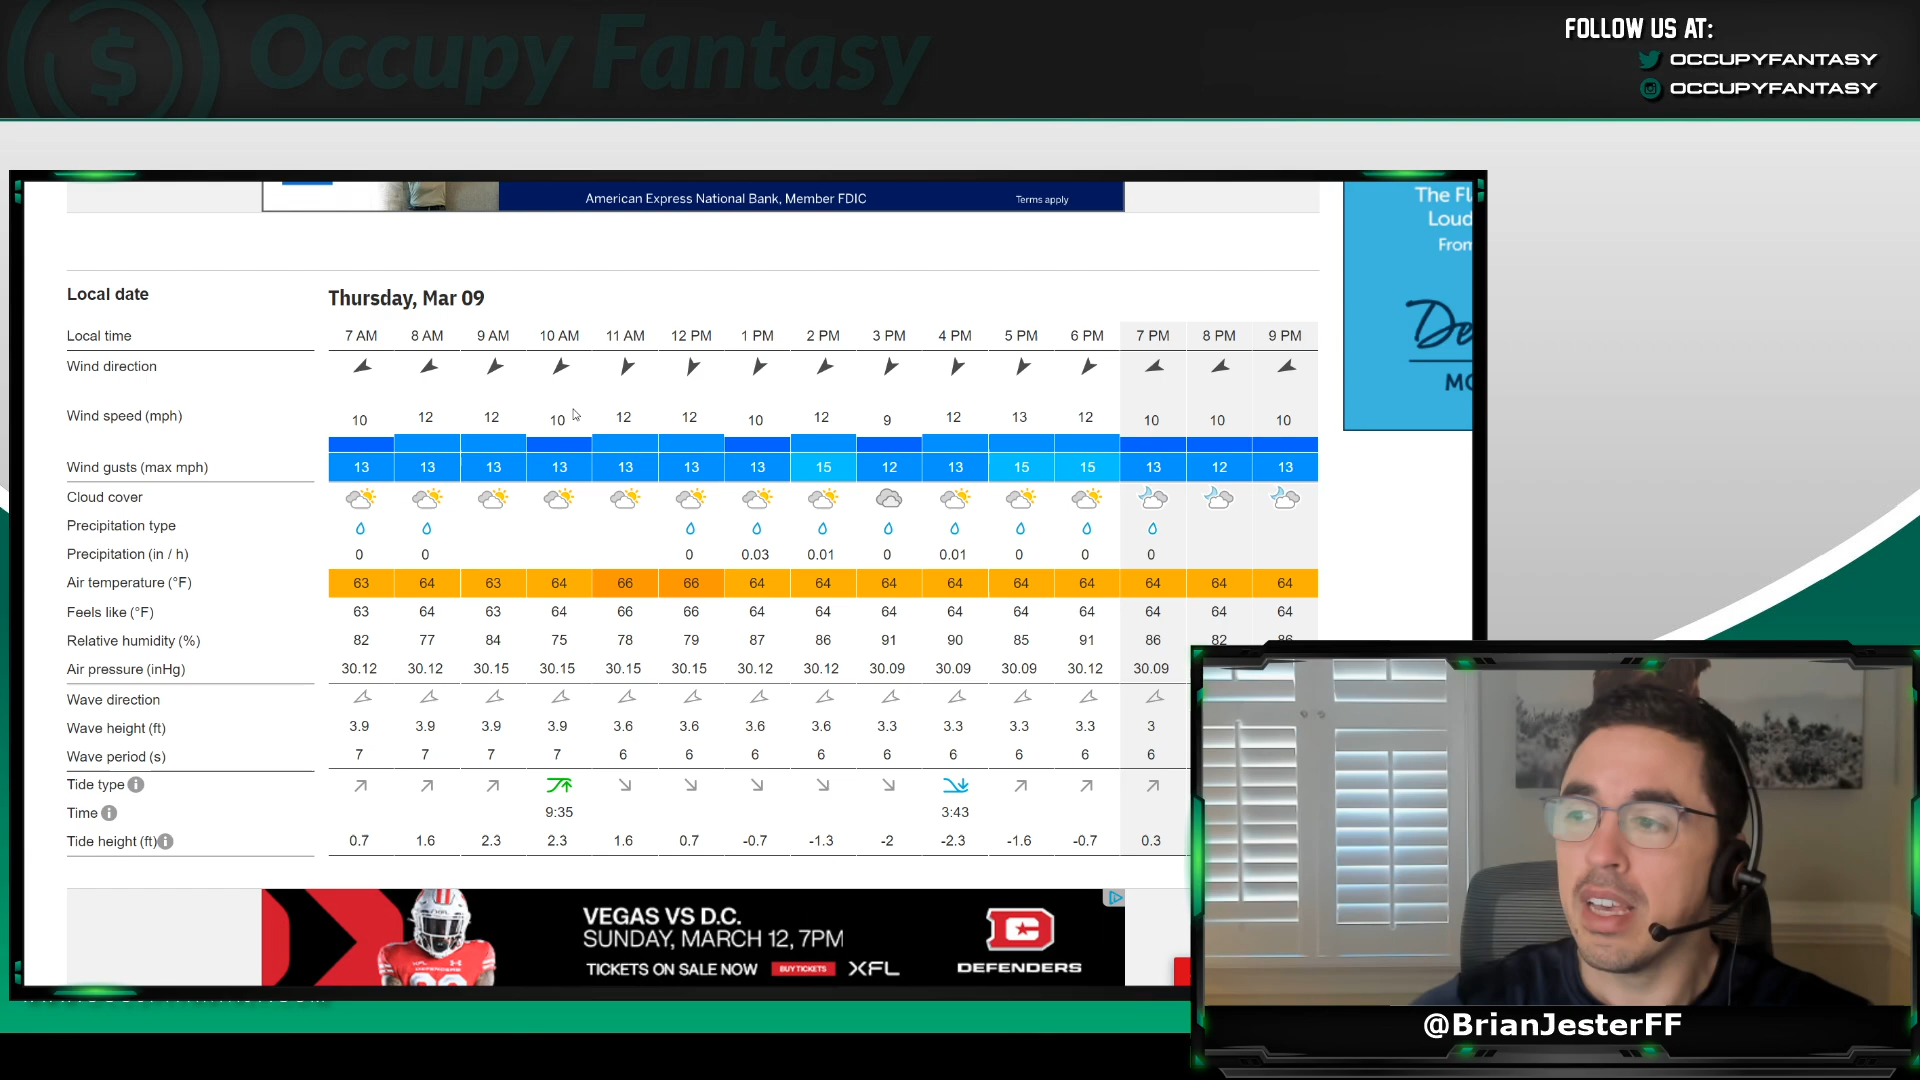 Occupy Fantasy
FOLLOW US AT:
OCCUPYFANTASY
OCCUPYFANTASY
American Express National Bank, Member FDIC Terms apply
The Fl
Loud
From
De
MO
Local date Thursday, Mar 09
Local time 7 AM 8 AM 9 AM 10 AM 11 AM 12 PM 1 PM 2 PM 3 PM 4 PM 5 PM 6 PM 7 PM 8 PM 9 PM
Wind direction
Wind speed (mph) 10 12 12 10 12 12 10 12 9 12 13 12 10 10 10
Wind gusts (max mph) 13 13 13 13 13 13 13 15 12 13 15 15 13 12 13
Cloud cover
Precipitation type
Precipitation (in / h) 0 0 0 0.03 0.01 0 0.01 0 0 0
Air temperature (°F) 63 64 63 64 66 66 64 64 64 64 64 64 64 64 64
Feels like (°F) 63 64 63 64 66 66 64 64 64 64 64 64 64 64 64
Relative humidity (%) 82 77 84 75 78 79 87 86 91 90 85 91 86 82 86
Air pressure (inHg) 30.12 30.12 30.15 30.15 30.15 30.15 30.12 30.12 30.09 30.09 30.09 30.12 30.09
Wave direction
Wave height (ft) 3.9 3.9 3.9 3.9 3.6 3.6 3.6 3.6 3.3 3.3 3.3 3.3 3
Wave period (s) 7 7 7 7 6 6 6 6 6 6 6 6 6
Tide type
Time 9:35 3:43
Tide height (ft) 0.7 1.6 2.3 2.3 1.6 0.7 -0.7 -1.3 -2 -2.3 -1.6 -0.7 0.3
VEGAS VS D.C.
SUNDAY, MARCH 12, 7PM
TICKETS ON SALE NOW BUY TICKETS XFL
DEFENDERS
@BrianJesterFF